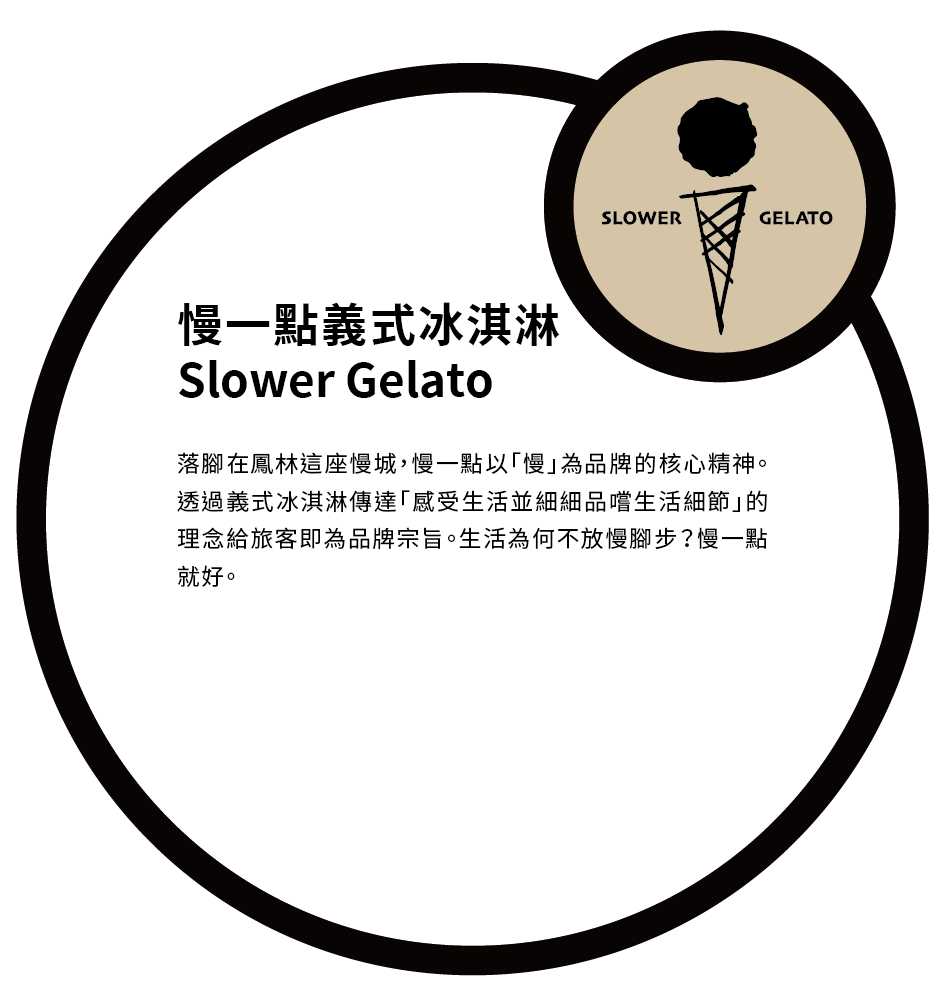 SLOWER GELATO
慢一點義式冰淇淋
Slower Gelato
落腳在鳳林這座慢城，慢一點以「慢」為品牌的核心精神。
透過義式冰淇淋傳達「感受生活並細細品嚐生活細節」的
理念給旅客即為品牌宗旨。生活為何不放慢腳步？慢一點
就好。